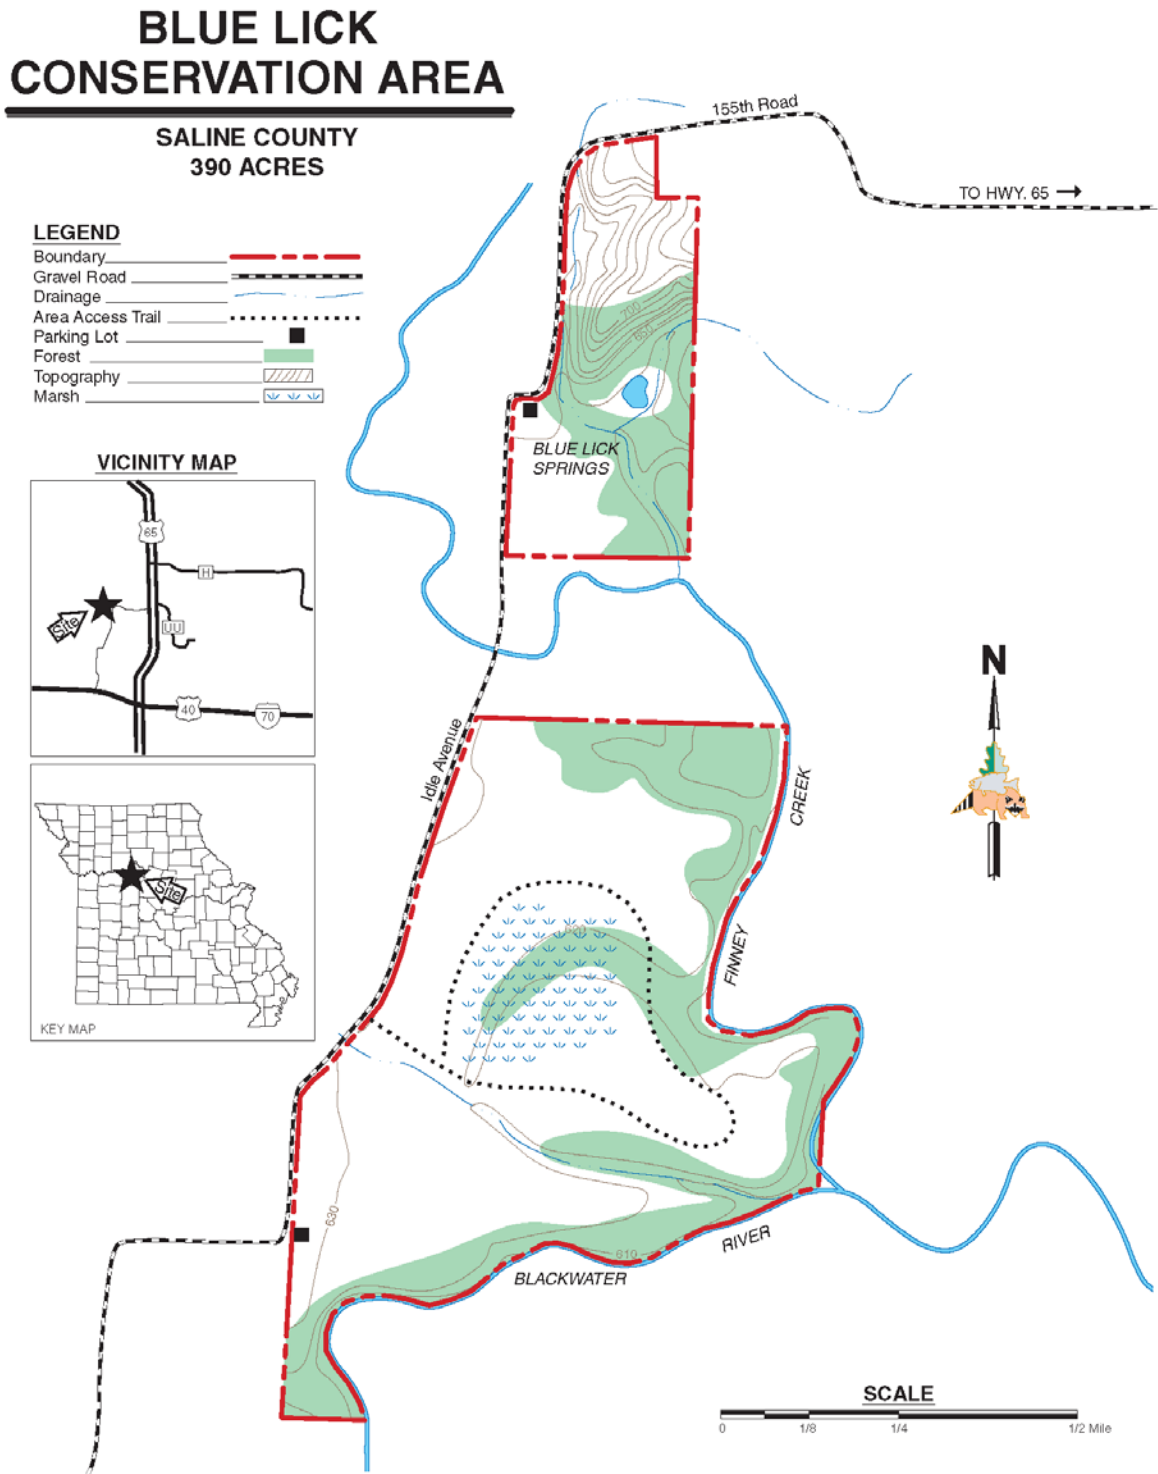 BLUE LICK
CONSERVATION AREA
SALINE COUNTY
390 ACRES
155th Road
TO HWY. 65
LEGEND
Boundary
Gravel Road
Drainage
Area Access Trail
Parking Lot
Forest
Topography
Marsh
700
650
BLUE LICK
SPRINGS
VICINITY MAP
65
H
Site
UU
40
70
N
Idle Avenue
CREEK
FINNEY
620
Site
KEY MAP
630
610
RIVER
BLACKWATER
SCALE
0 1/8 1/4 1/2 Mile